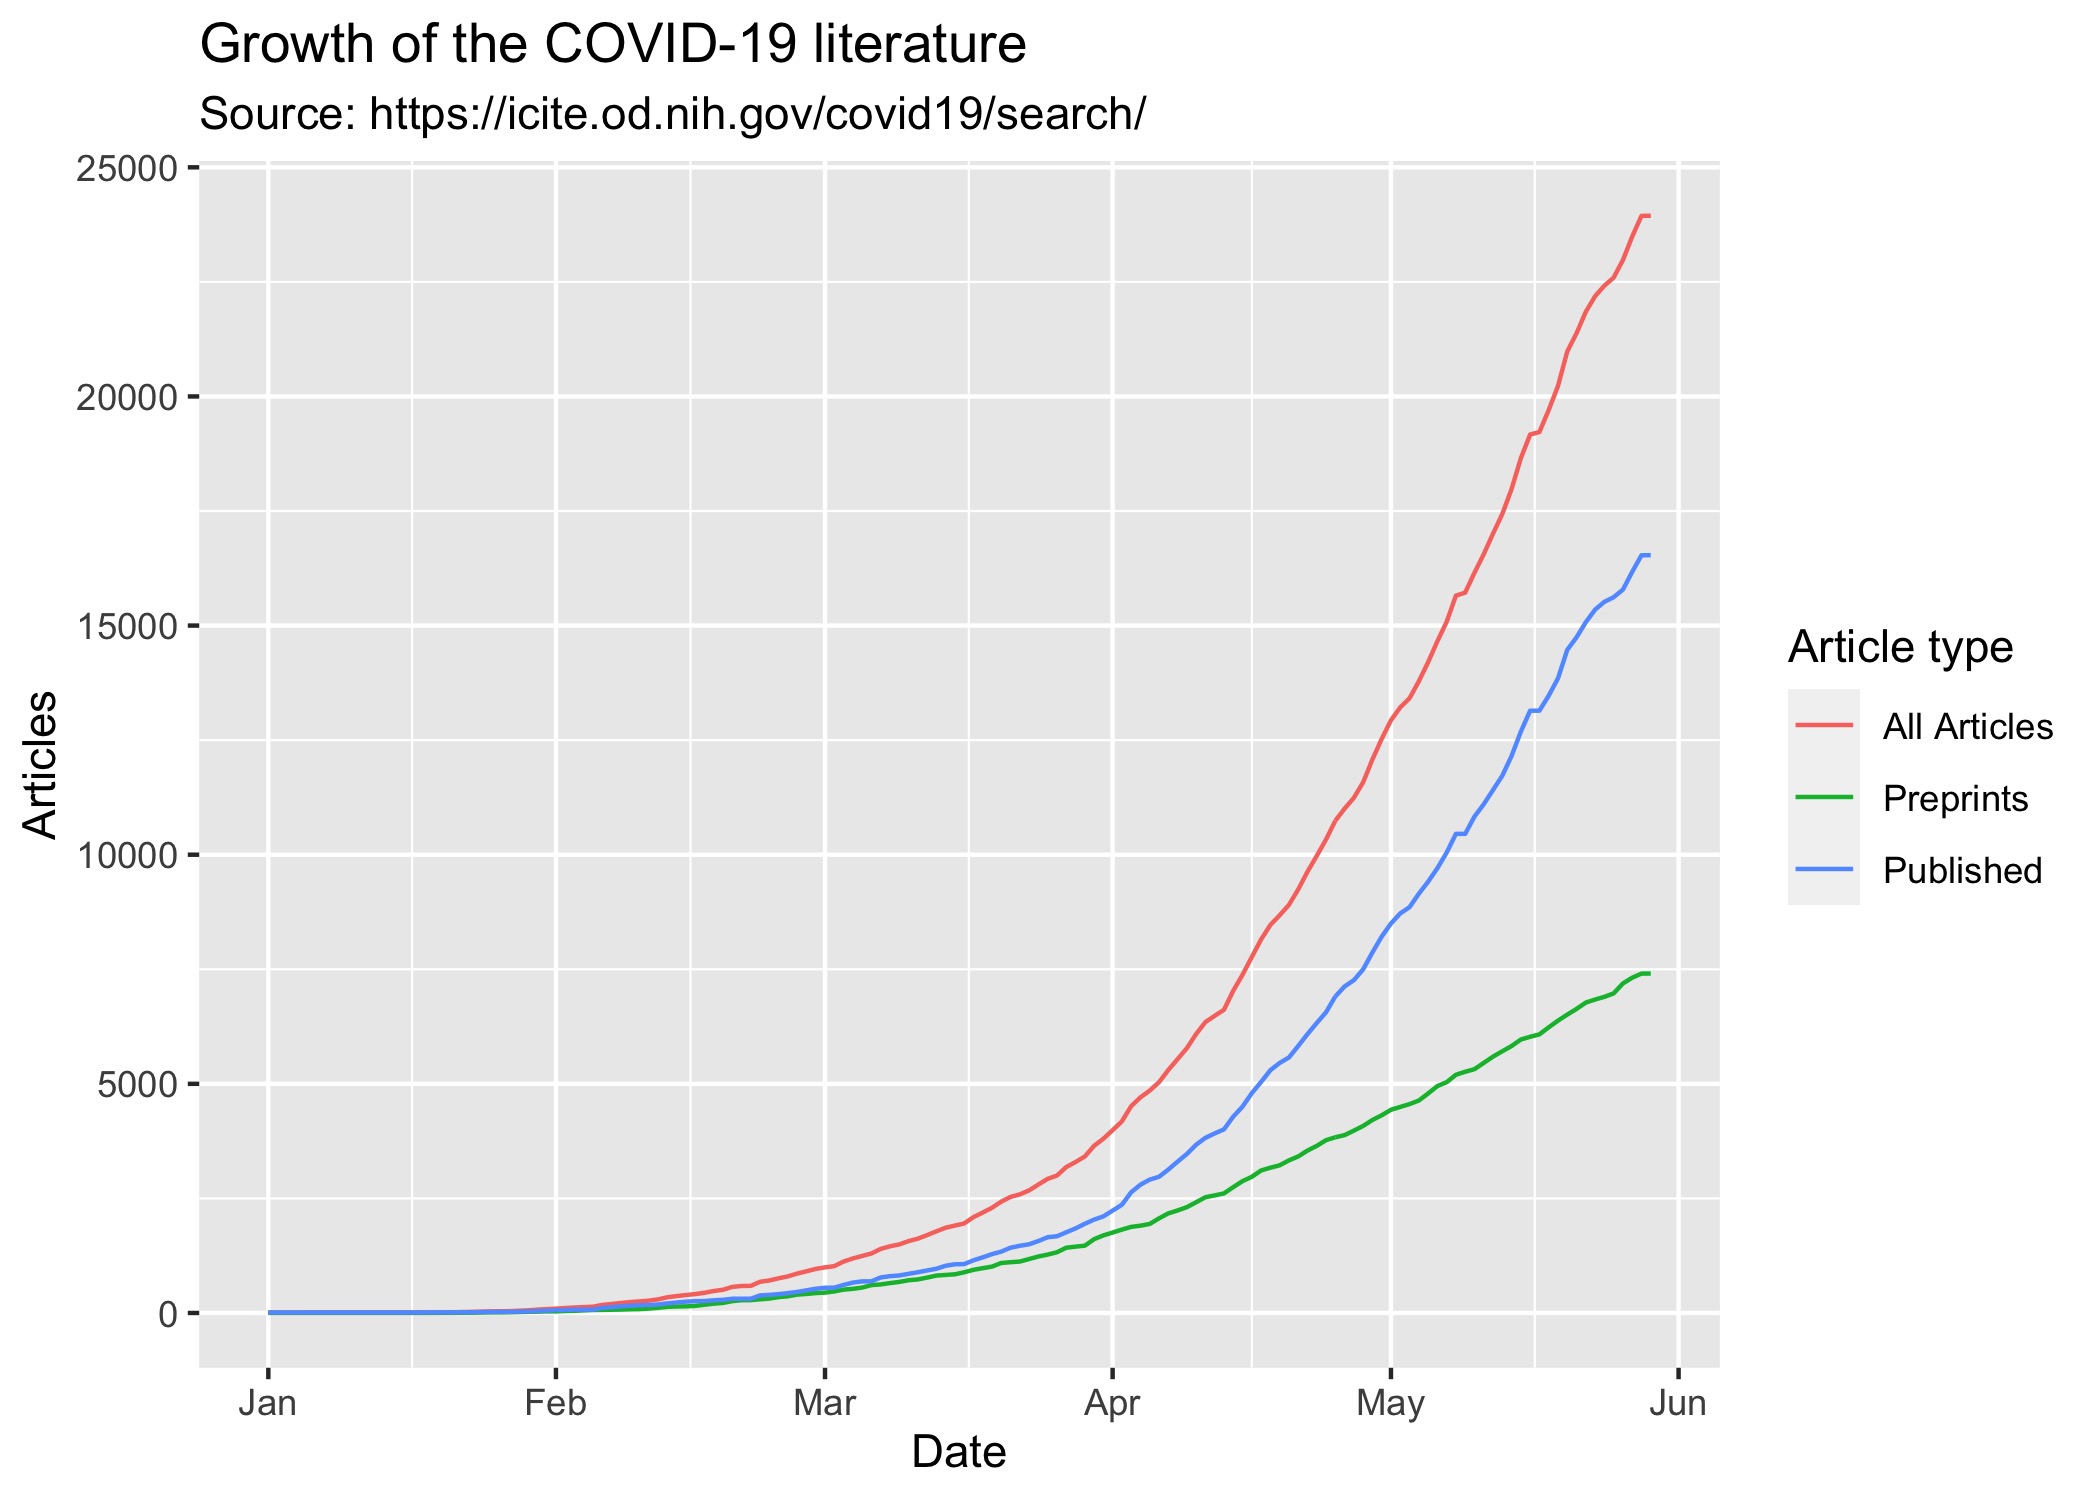 Growth of the COVID-19 literature
Source: https://icite.od.nih.gov/covid19/search/
25000
20000
15000
10000
5000
0
Articles
Jan Feb Mar Apr May Jun
Date
Article type
All Articles
Preprints
Published